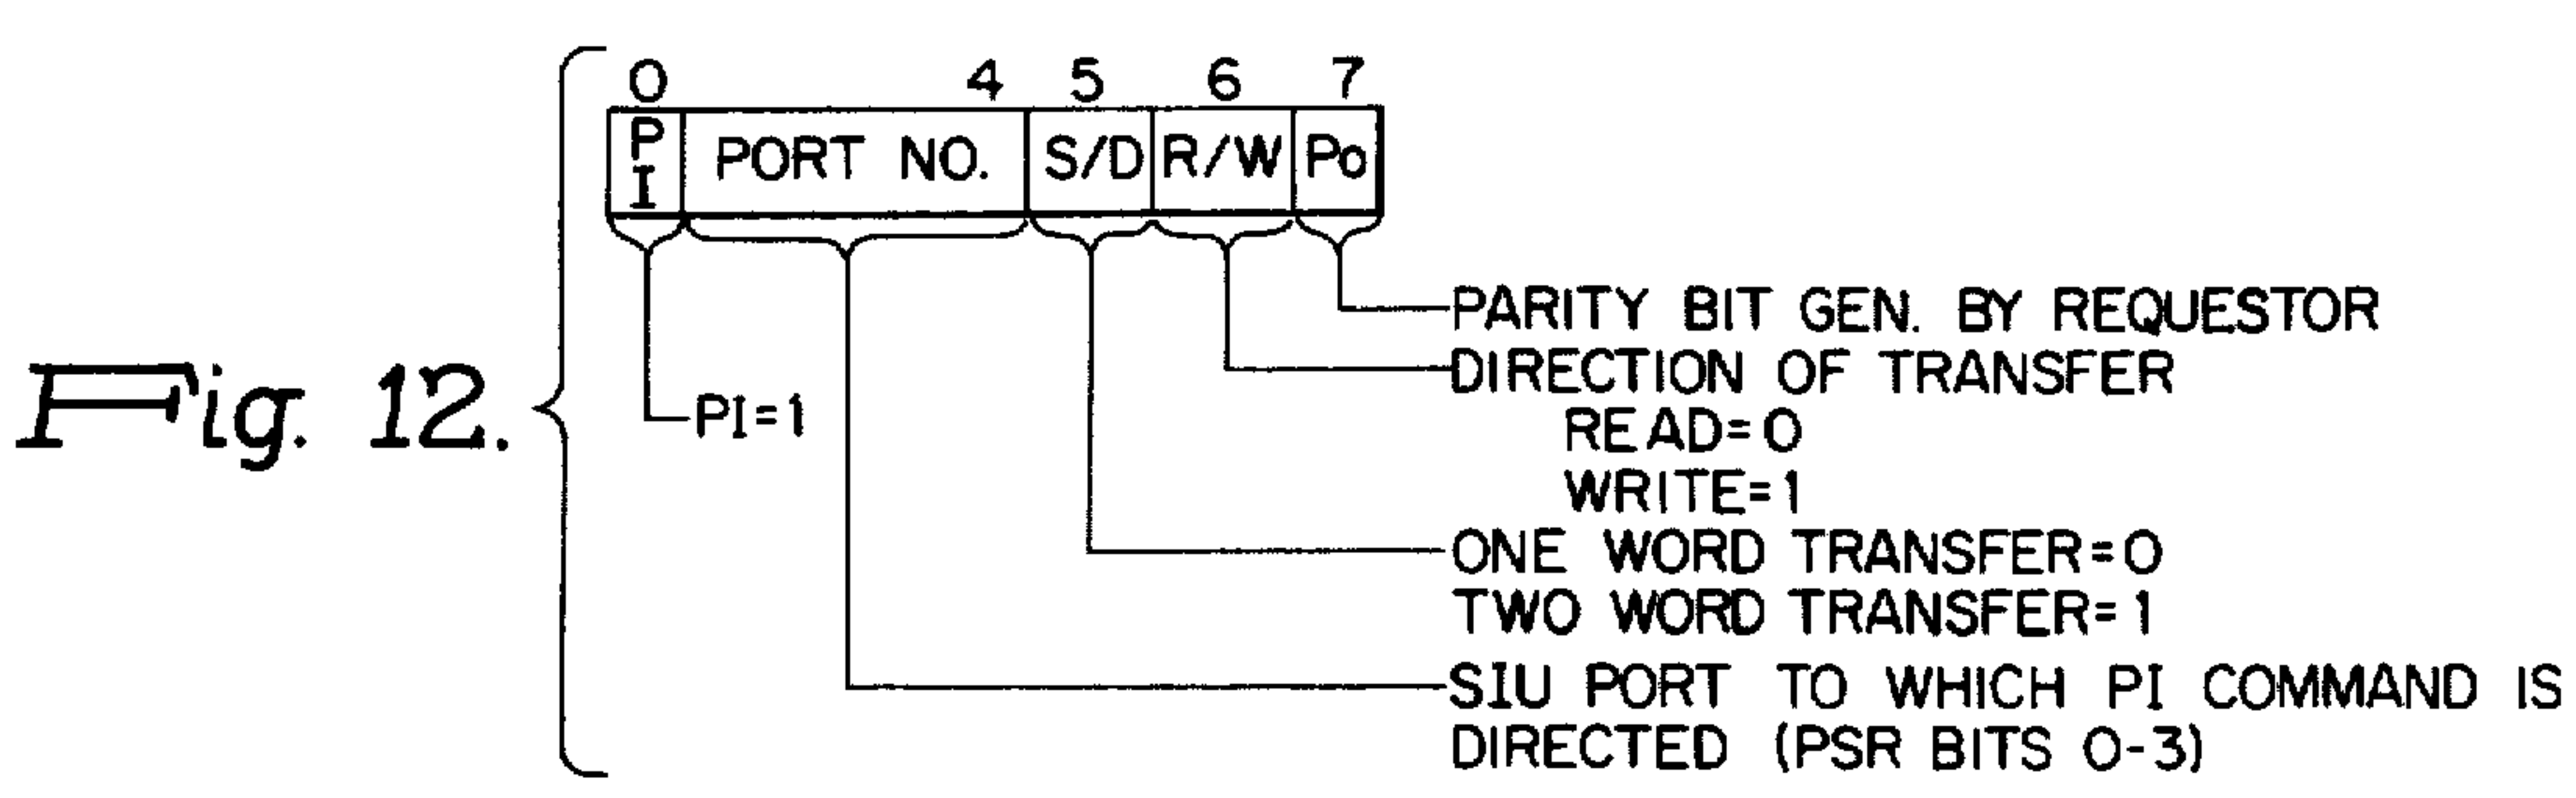 0 4 5 6 7
P
I
PORT NO. S/D R/W Po
PARITY BIT GEN. BY REQUESTOR
DIRECTION OF TRANSFER
READ=0
Fig. 12.
PI=1
WRITE=1
ONE WORD TRANSFER=0
TWO WORD TRANSFER=1
SIU PORT TO WHICH PI COMMAND IS
DIRECTED (PSR BITS 0-3)